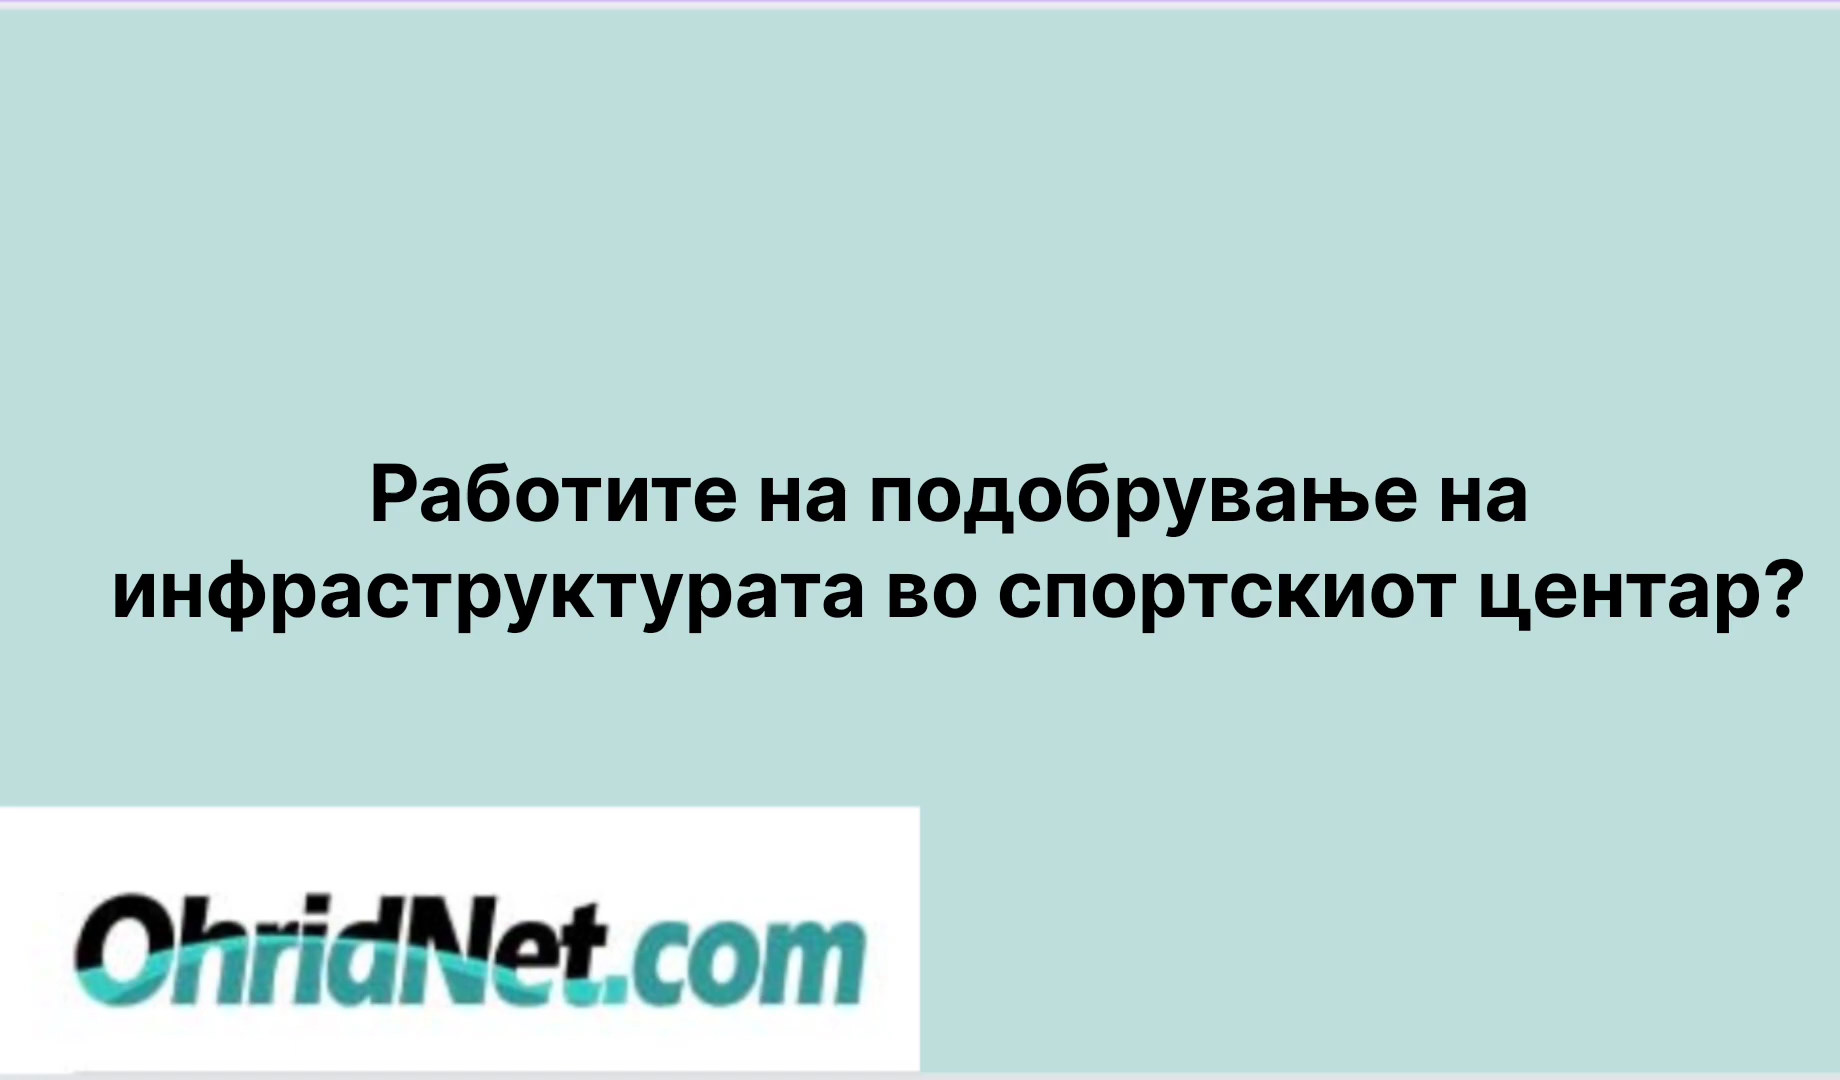 Работите на подобрување на
инфраструктурата во спортскиот центар?
OhridNet.com